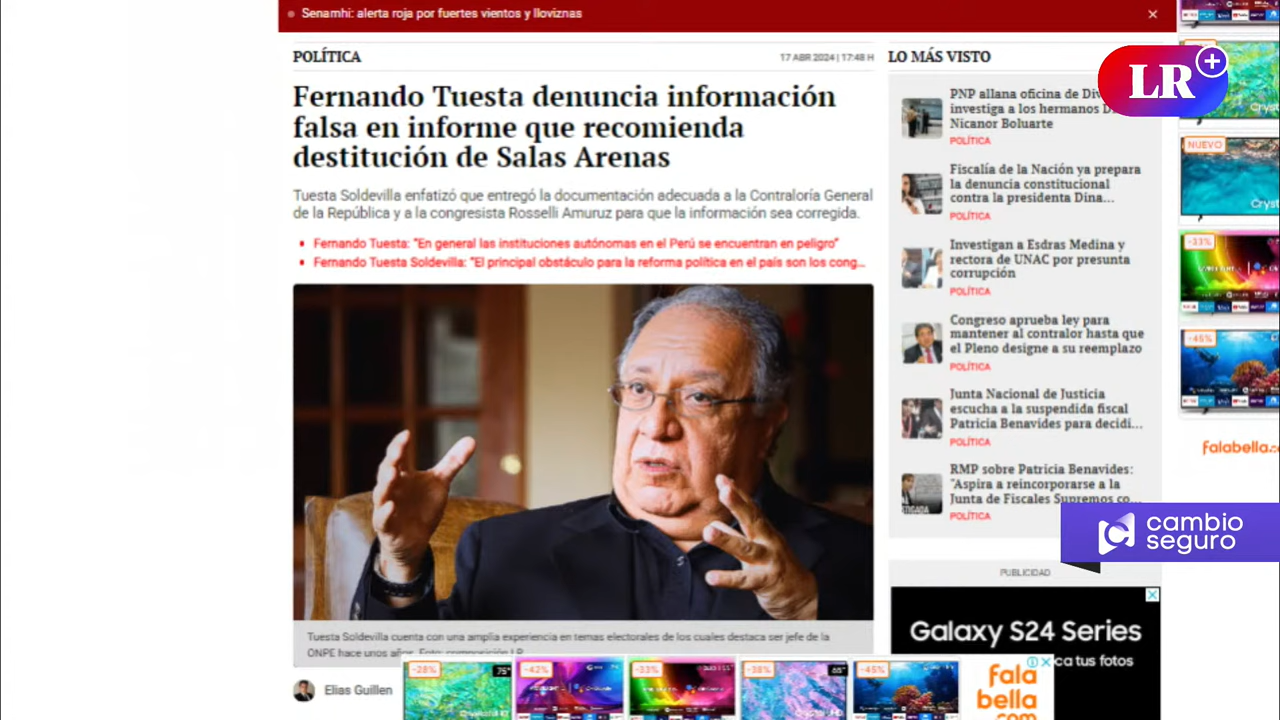 Senamhi: alerta roja por fuertes vientos y lloviznas
POLÍTICA
17 ABR 2024 | 17:48 H
Fernando Tuesta denuncia información
falsa en informe que recomienda
destitución de Salas Arenas
Tuesta Soldevilla enfatizó que entregó la documentación adecuada a la Contraloría General
de la República y a la congresista Rosselli Amuruz para que la información sea corregida.
Fernando Tuesta: “En general las instituciones autónomas en el Perú se encuentran en peligro”
Fernando Tuesta Soldevilla: “El principal obstáculo para la reforma política en el país son los cong...
Tuesta Soldevilla cuenta con una amplia experiencia en temas electorales de los cuales destaca ser jefe de la
ONPE hace unos años. Foto: composición LR
Elias Guillen
LO MÁS VISTO
LR+
PNP allana oficina de
investiga a los hermanos
Nicanor Boluarte
POLÍTICA
Fiscalía de la Nación ya prepara
la denuncia constitucional
contra la presidenta Dina...
POLÍTICA
Investigan a Esdras Medina y
rectora de UNAC por presunta
corrupción
POLÍTICA
Congreso aprueba ley para
mantener al contralor hasta que
el Pleno designe a su reemplazo
POLÍTICA
Junta Nacional de Justicia
escucha a la suspendida fiscal
Patricia Benavides para decidi...
POLÍTICA
RMP sobre Patricia Benavides:
"Aspira a reincorporarse a la
Junta de Fiscales Supremos co...
POLÍTICA
cambio
seguro
PUBLICIDAD
Galaxy S24 Series
ca tus fotos
NUEVO
-33%
-45%
falabella.c
-28%
75"
-42%
-33%
-38%
65"
-45%
fala
bella
.com